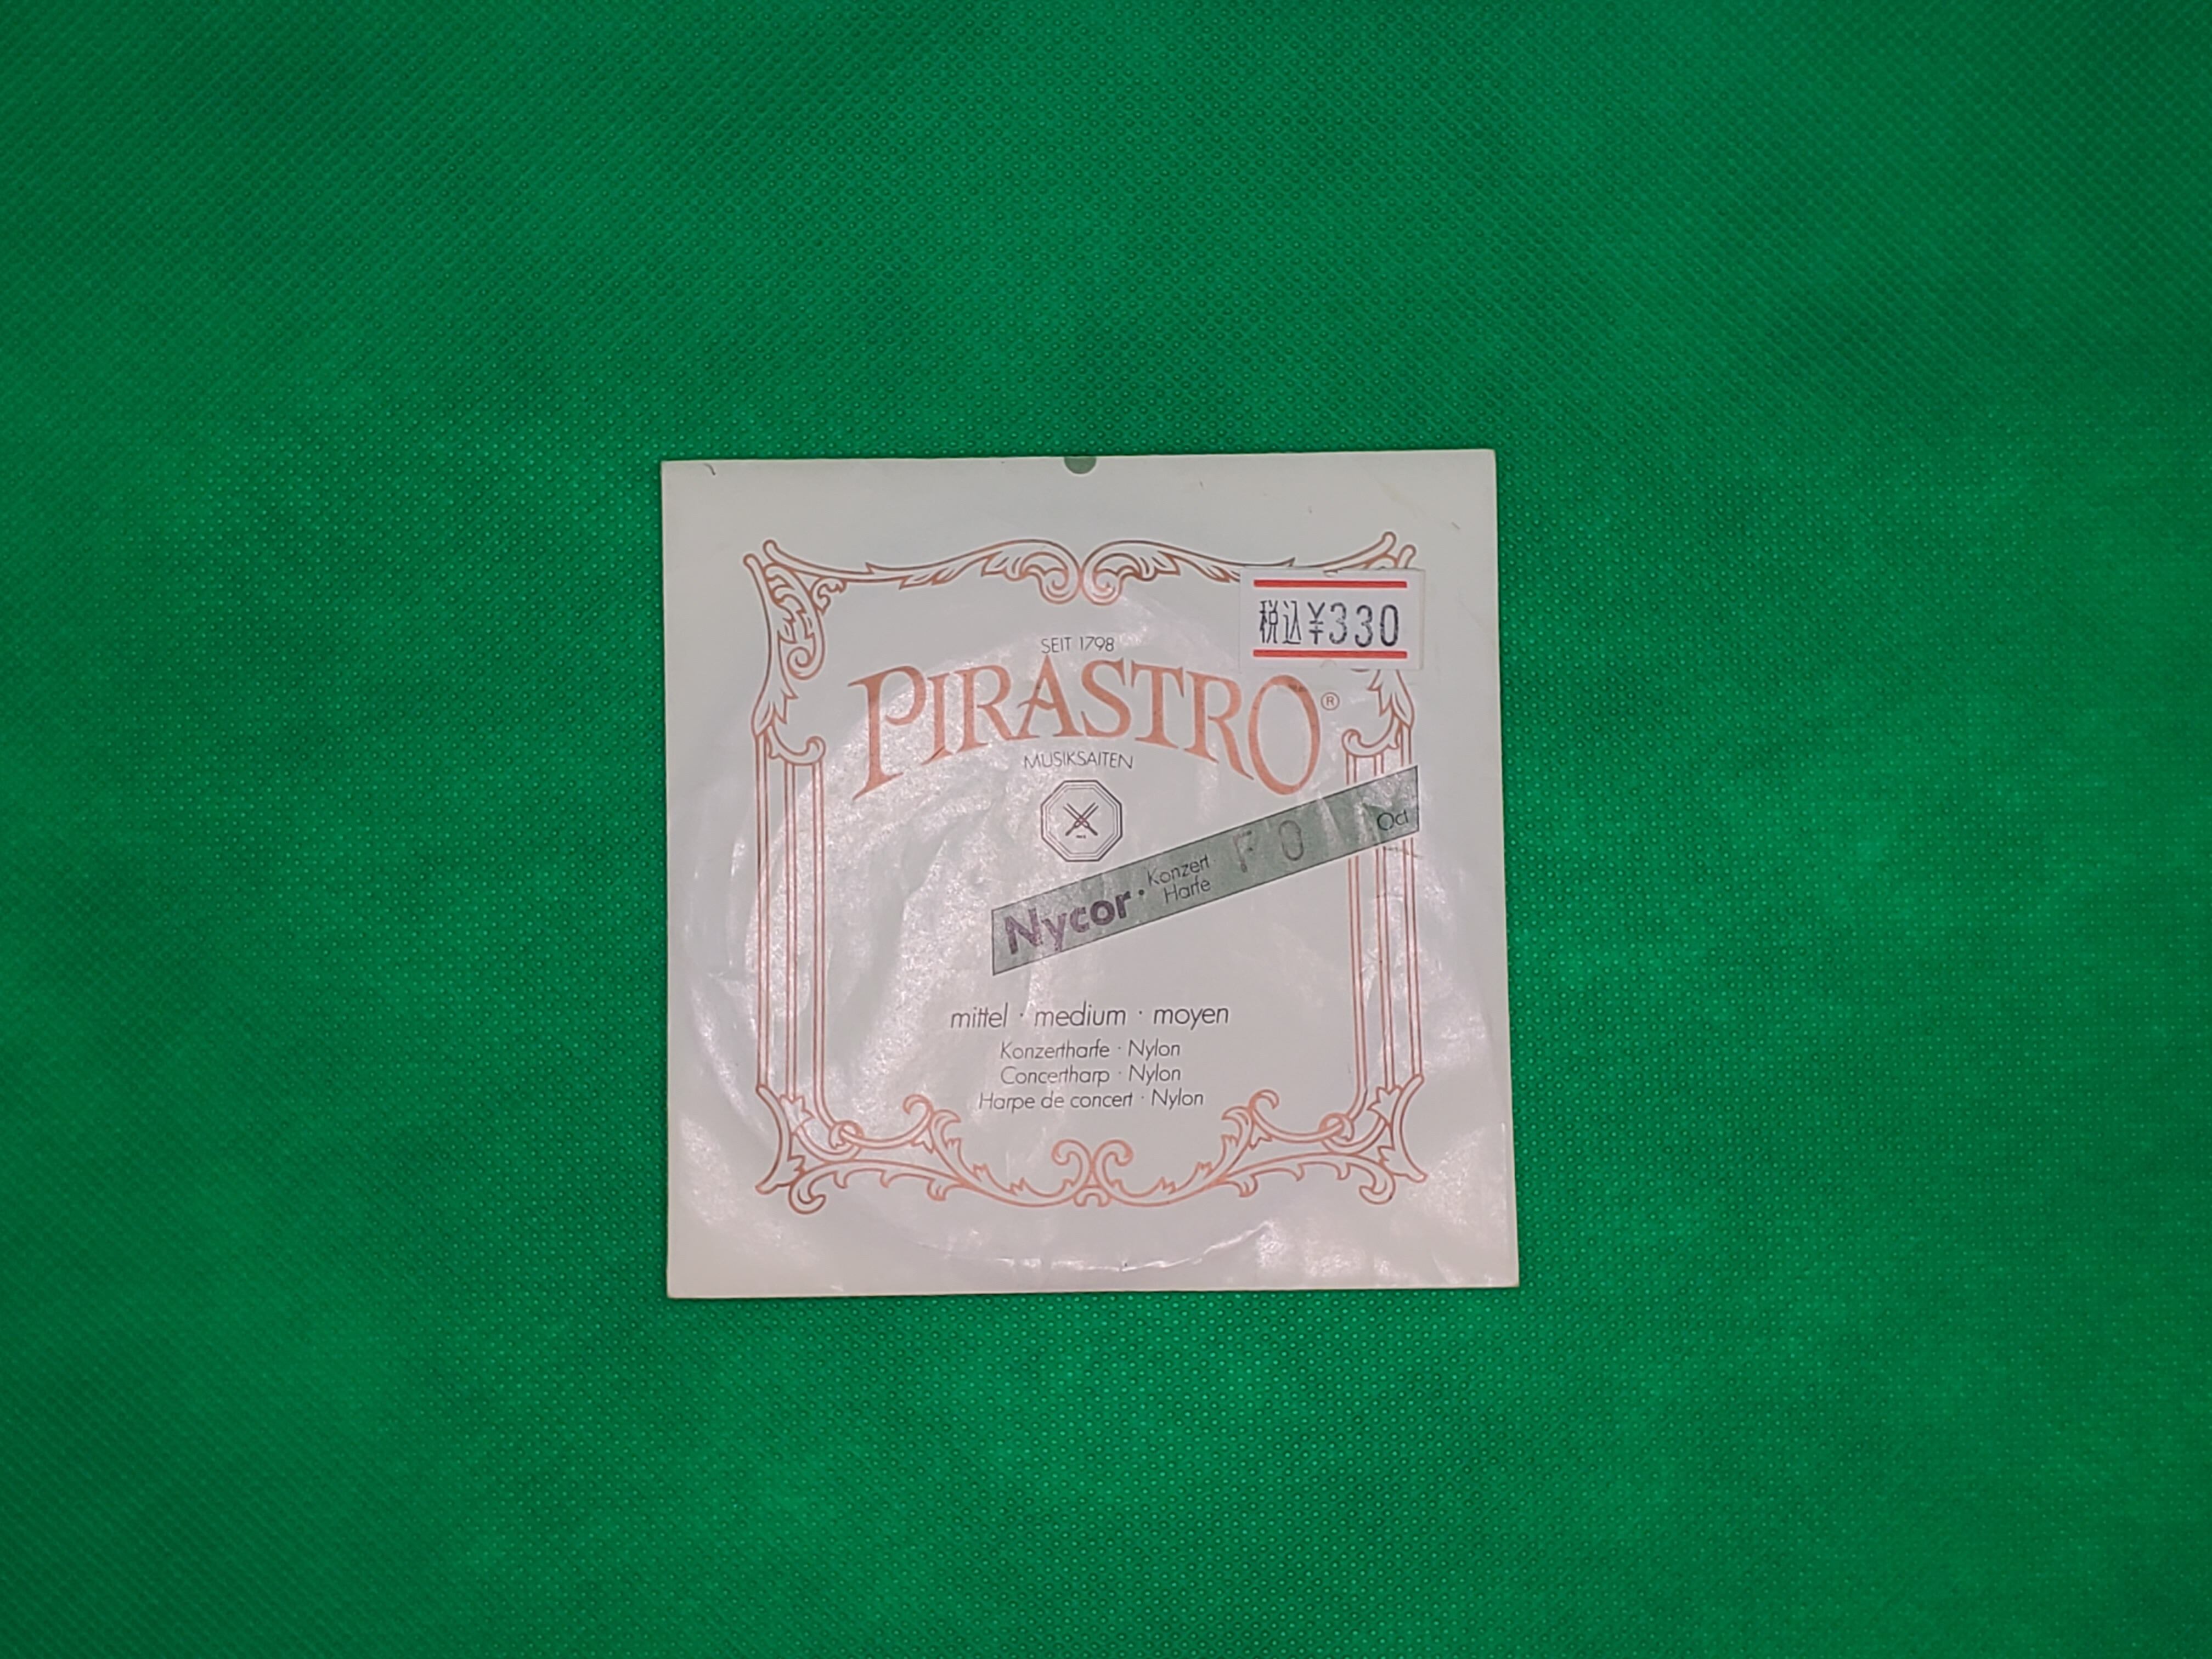 税込¥330
SEIT 1798
PIRASTRO®
MUSIKSAITEN
Nycor · Konzert
Harfe
F 0
Oct
mittel · medium · moyen
Konzertharfe · Nylon
Concertharp · Nylon
Harpe de concert · Nylon